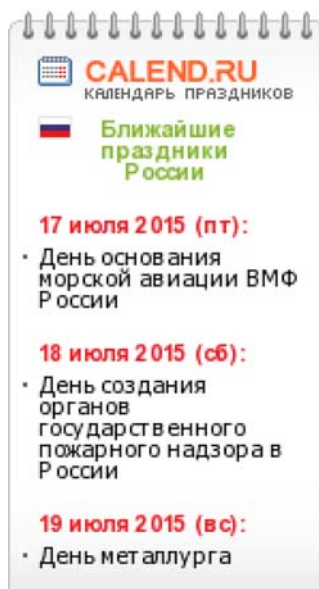 CALEND.RU
КАЛЕНДАРЬ ПРАЗДНИКОВ
Ближайшие
праздники
России
17 июля 2015 (пт):
· День основания
морской авиации ВМФ
России
18 июля 2015 (сб):
· День создания
органов
государственного
пожарного надзора в
России
19 июля 2015 (вс):
· День металлурга